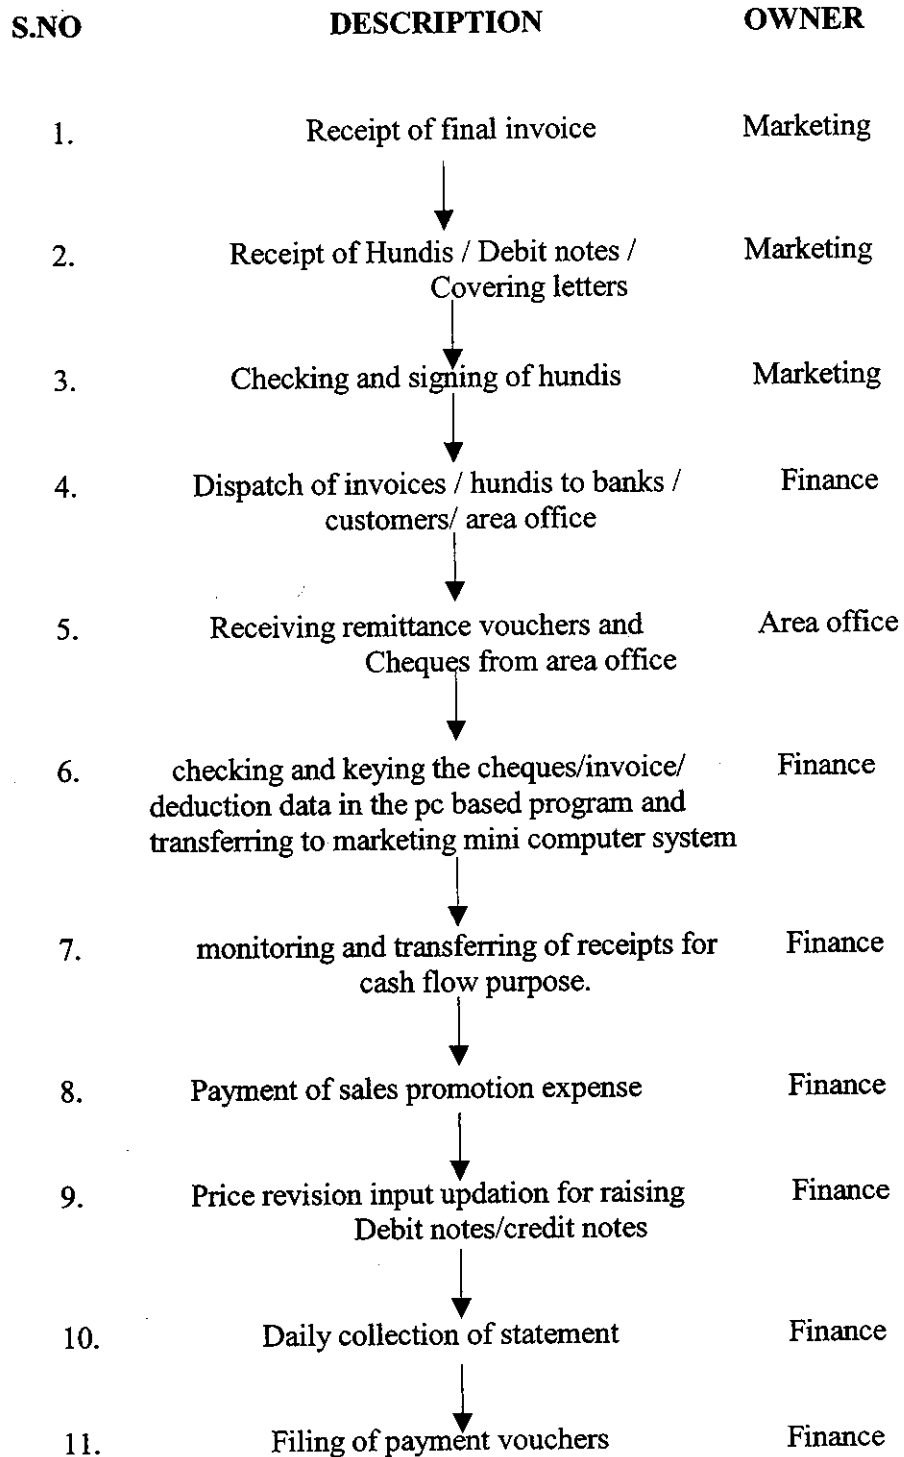 S.NO DESCRIPTION OWNER
1. Receipt of final invoice Marketing
2. Receipt of Hundis / Debit notes / Marketing
Covering letters
3. Checking and signing of hundis Marketing
4. Dispatch of invoices / hundis to banks / Finance
customers/ area office
5. Receiving remittance vouchers and Area office
Cheques from area office
6. checking and keying the cheques/invoice/ Finance
deduction data in the pc based program and
transferring to marketing mini computer system
7. monitoring and transferring of receipts for Finance
cash flow purpose.
8. Payment of sales promotion expense Finance
9. Price revision input updation for raising Finance
Debit notes/credit notes
10. Daily collection of statement Finance
11. Filing of payment vouchers Finance